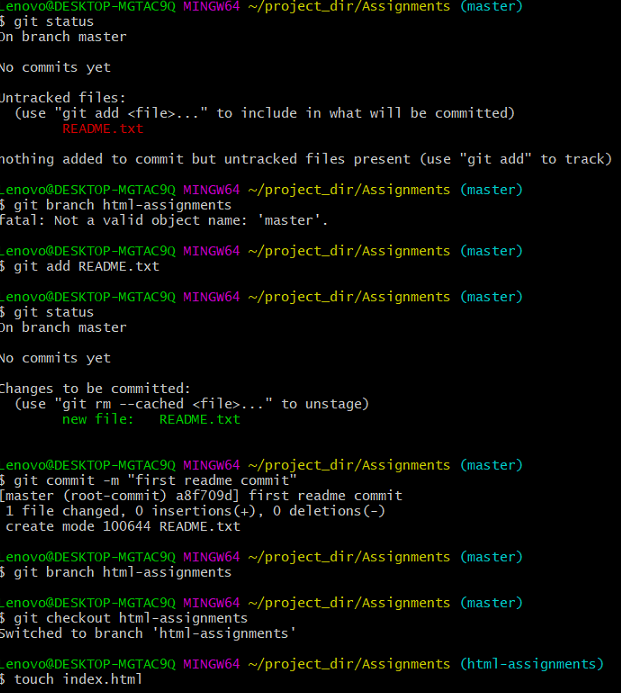 Lenovo@DESKTOP-MGTAC9Q MINGW64 ~/project_dir/Assignments (master)
$ git status
On branch master

No commits yet

Untracked files:
  (use "git add <file>..." to include in what will be committed)
        README.txt

nothing added to commit but untracked files present (use "git add" to track)

Lenovo@DESKTOP-MGTAC9Q MINGW64 ~/project_dir/Assignments (master)
$ git branch html-assignments
fatal: Not a valid object name: 'master'.

Lenovo@DESKTOP-MGTAC9Q MINGW64 ~/project_dir/Assignments (master)
$ git add README.txt

Lenovo@DESKTOP-MGTAC9Q MINGW64 ~/project_dir/Assignments (master)
$ git status
On branch master

No commits yet

Changes to be committed:
  (use "git rm --cached <file>..." to unstage)
        new file:   README.txt


Lenovo@DESKTOP-MGTAC9Q MINGW64 ~/project_dir/Assignments (master)
$ git commit -m "first readme commit"
[master (root-commit) a8f709d] first readme commit
 1 file changed, 0 insertions(+), 0 deletions(-)
 create mode 100644 README.txt

Lenovo@DESKTOP-MGTAC9Q MINGW64 ~/project_dir/Assignments (master)
$ git branch html-assignments

Lenovo@DESKTOP-MGTAC9Q MINGW64 ~/project_dir/Assignments (master)
$ git checkout html-assignments
Switched to branch 'html-assignments'

Lenovo@DESKTOP-MGTAC9Q MINGW64 ~/project_dir/Assignments (html-assignments)
$ touch index.html